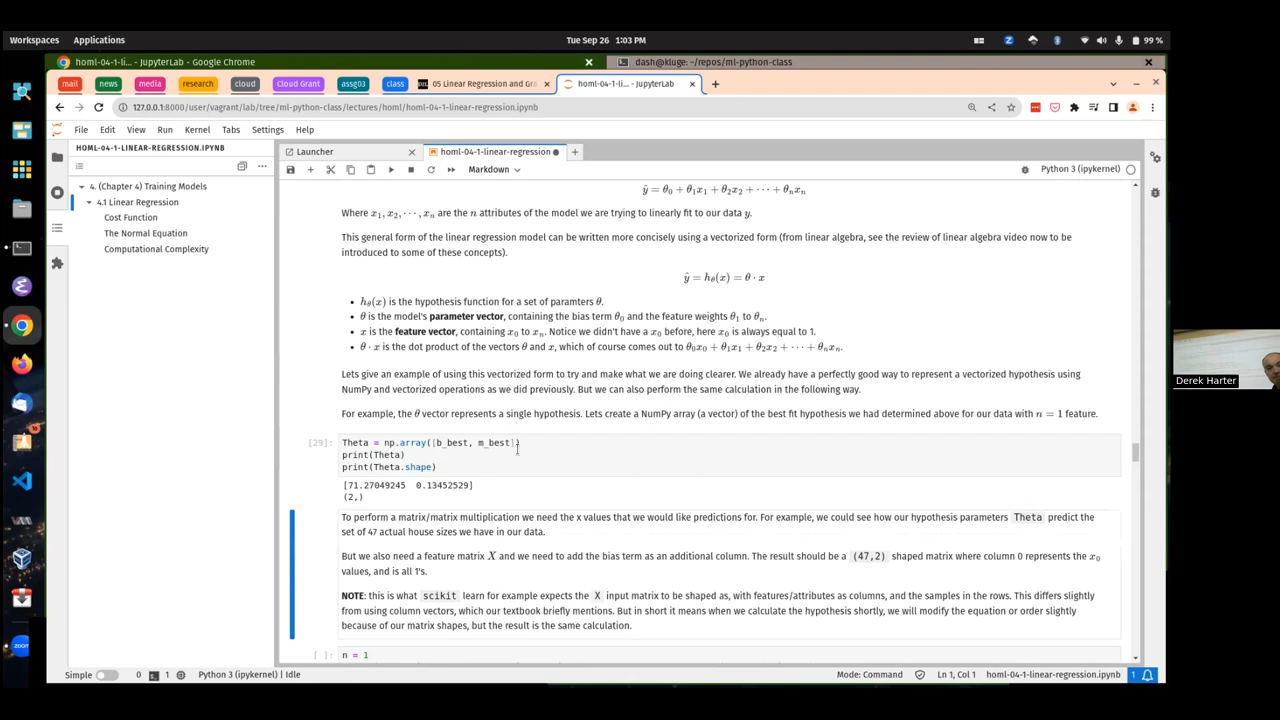 Workspaces Applications Tue Sep 26 1:03 PM 99 %
homl-04-1-li... - JupyterLab - Google Chrome dash@kluge: ~/repos/ml-python-class
mail news media research cloud Cloud Grant assg03 class 05 Linear Regression and Gra homl-04-1-li... - JupyterLab
127.0.0.1:8000/user/vagrant/lab/tree/ml-python-class/lectures/homl/homl-04-1-linear-regression.ipynb
File Edit View Run Kernel Tabs Settings Help
HOML-04-1-LINEAR-REGRESSION.IPYNB
Launcher homl-04-1-linear-regression
Markdown Python 3 (ipykernel)
4. (Chapter 4) Training Models
4.1 Linear Regression
Cost Function
The Normal Equation
Computational Complexity
ŷ = θ0 + θ1x1 + θ2x2 + ··· + θnxn
Where x1, x2, ··· , xn are the n attributes of the model we are trying to linearly fit to our data y.
This general form of the linear regression model can be written more concisely using a vectorized form (from linear algebra, see the review of linear algebra video now to be
introduced to some of these concepts).
ŷ = hθ(x) = θ · x
• hθ(x) is the hypothesis function for a set of paramters θ.
• θ is the model's parameter vector, containing the bias term θ0 and the feature weights θ1 to θn.
• x is the feature vector, containing x0 to xn. Notice we didn't have a x0 before, here x0 is always equal to 1.
• θ · x is the dot product of the vectors θ and x, which of course comes out to θ0x0 + θ1x1 + θ2x2 + ··· + θnxn.
Lets give an example of using this vectorized form to try and make what we are doing clearer. We already have a perfectly good way to represent a vectorized hypothesis using
NumPy and vectorized operations as we did previously. But we can also perform the same calculation in the following way.
For example, the θ vector represents a single hypothesis. Lets create a NumPy array (a vector) of the best fit hypothesis we had determined above for our data with n = 1 feature.
[29]: Theta = np.array([b_best, m_best])
print(Theta)
print(Theta.shape)
[71.27049245 0.13452529]
(2,)
To perform a matrix/matrix multiplication we need the x values that we would like predictions for. For example, we could see how our hypothesis parameters Theta predict the
set of 47 actual house sizes we have in our data.
But we also need a feature matrix X and we need to add the bias term as an additional column. The result should be a (47,2) shaped matrix where column 0 represents the x0
values, and is all 1's.
NOTE: this is what scikit learn for example expects the X input matrix to be shaped as, with features/attributes as columns, and the samples in the rows. This differs slightly
from using column vectors, which our textbook briefly mentions. But in short it means when we calculate the hypothesis shortly, we will modify the equation or order slightly
because of our matrix shapes, but the result is the same calculation.
[ ]: n = 1
Simple 0 1 Python 3 (ipykernel) | Idle Mode: Command Ln 1, Col 1 homl-04-1-linear-regression.ipynb 1
zoom
Derek Harter